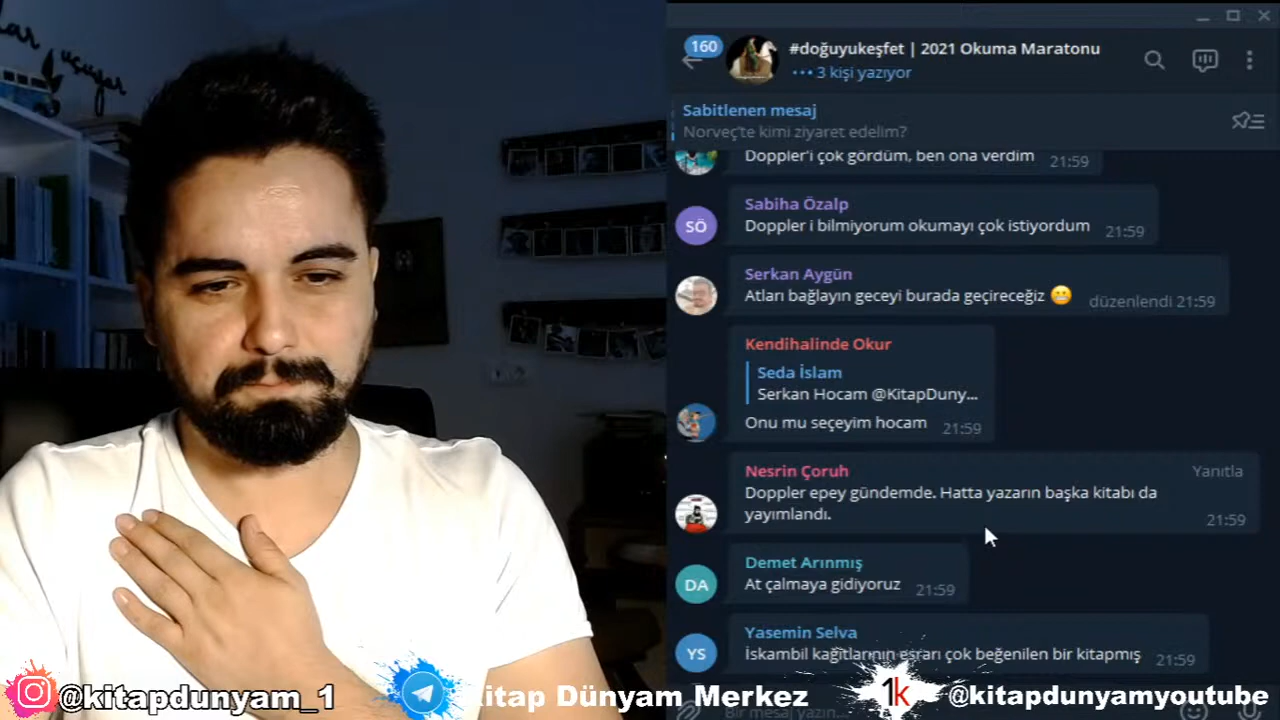 uçuyor
160
#doğuyukeşfet | 2021 Okuma Maratonu
3 kişi yazıyor
Sabitlenen mesaj
Norveç'te kimi ziyaret edelim?
Doppler'i çok gördüm, ben ona verdim 21:59
Sabiha Özalp
SÖ
Doppler i bilmiyorum okumayı çok istiyordum 21:59
Serkan Aygün
Atları bağlayın geceyi burada geçireceğiz 😬 düzenlendi 21:59
Kendihalinde Okur
Seda İslam
Serkan Hocam @KitapDuny...
Onu mu seçeyim hocam 21:59
Nesrin Çoruh Yanıtla
Doppler epey gündemde. Hatta yazarın başka kitabı da
yayımlandı. 21:59
Demet Arınmış
DA
At çalmaya gidiyoruz 21:59
Yasemin Selva
YS
İskambil kağıtlarının esrarı çok beğenilen bir kitapmış 21:59
@kitapdunyam_1
Kitap Dünyam Merkez
1k
@kitapdunyamyoutube
Bir mesaj yazın...